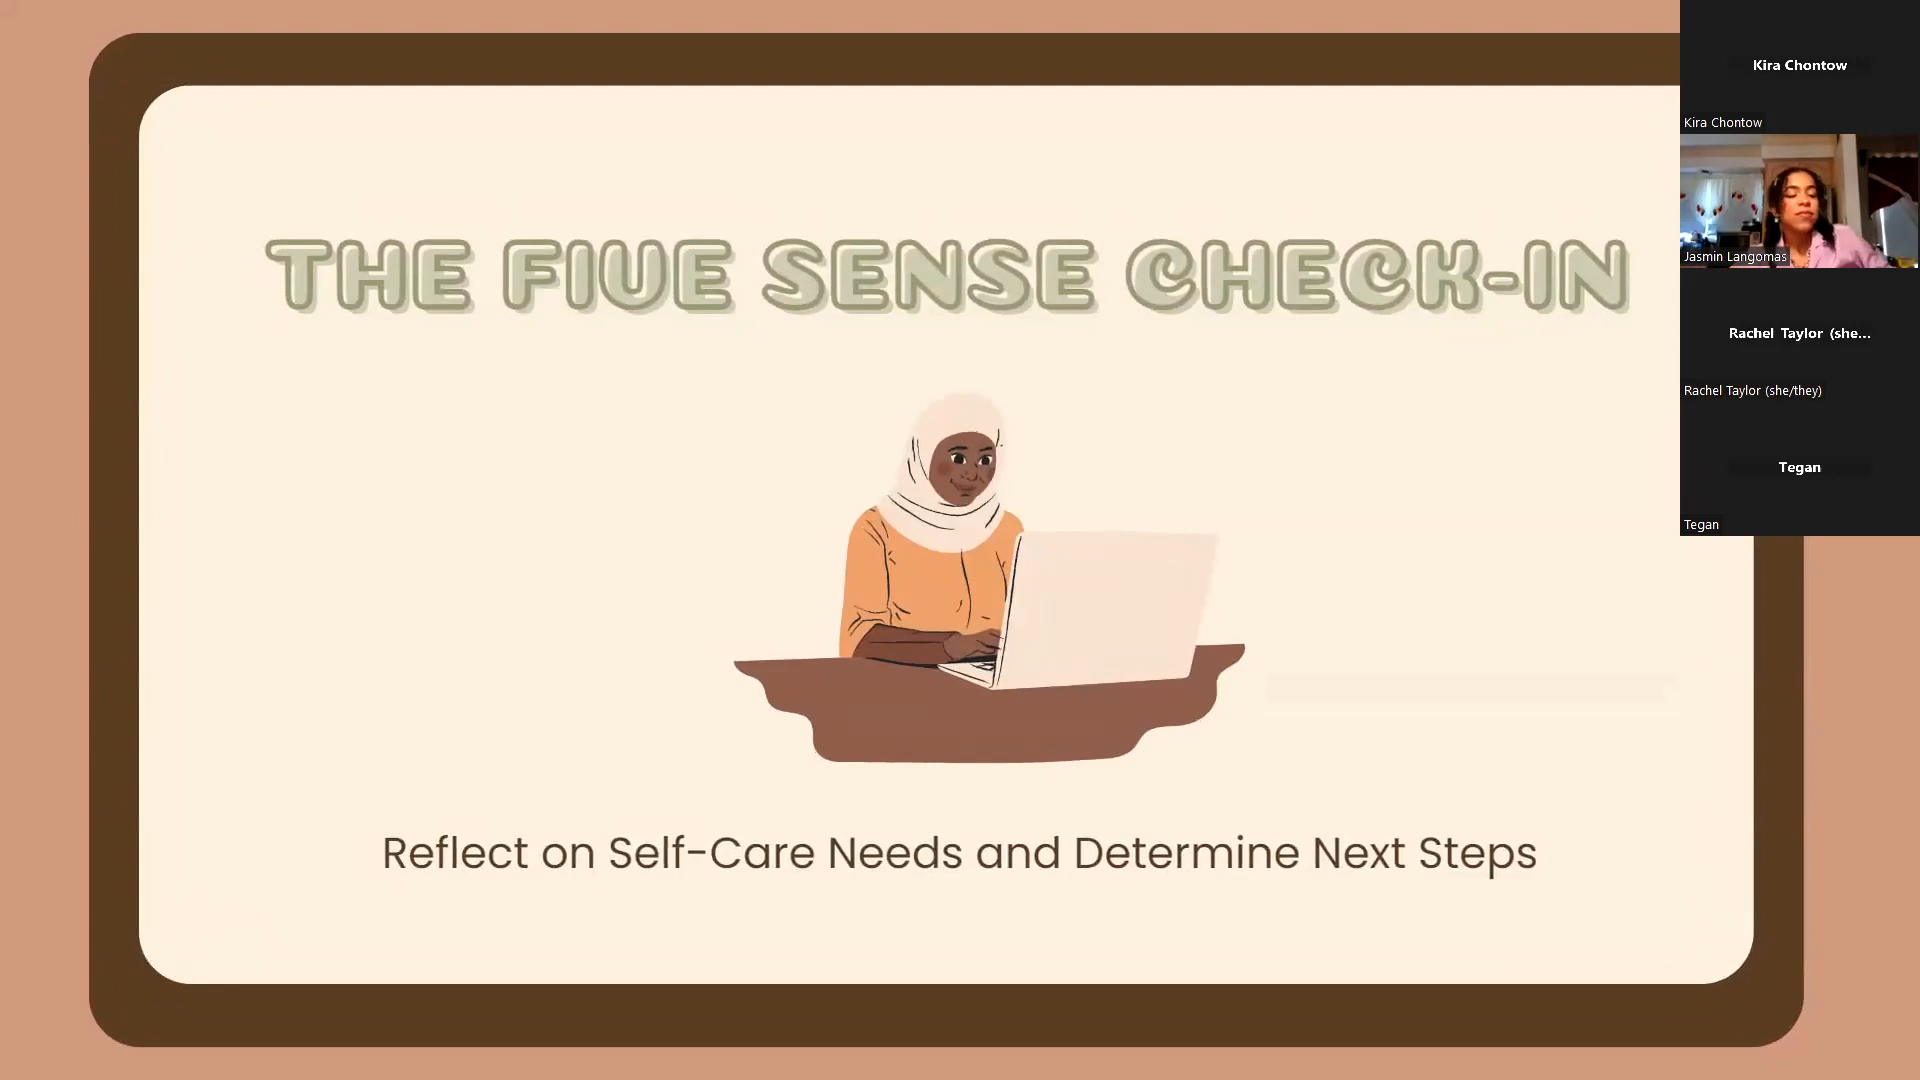 THE FIVE SENSE CHECK-IN
Reflect on Self-Care Needs and Determine Next Steps
Kira Chontow
Kira Chontow
Jasmin Langomas
Rachel Taylor (she...
Rachel Taylor (she/they)
Tegan
Tegan